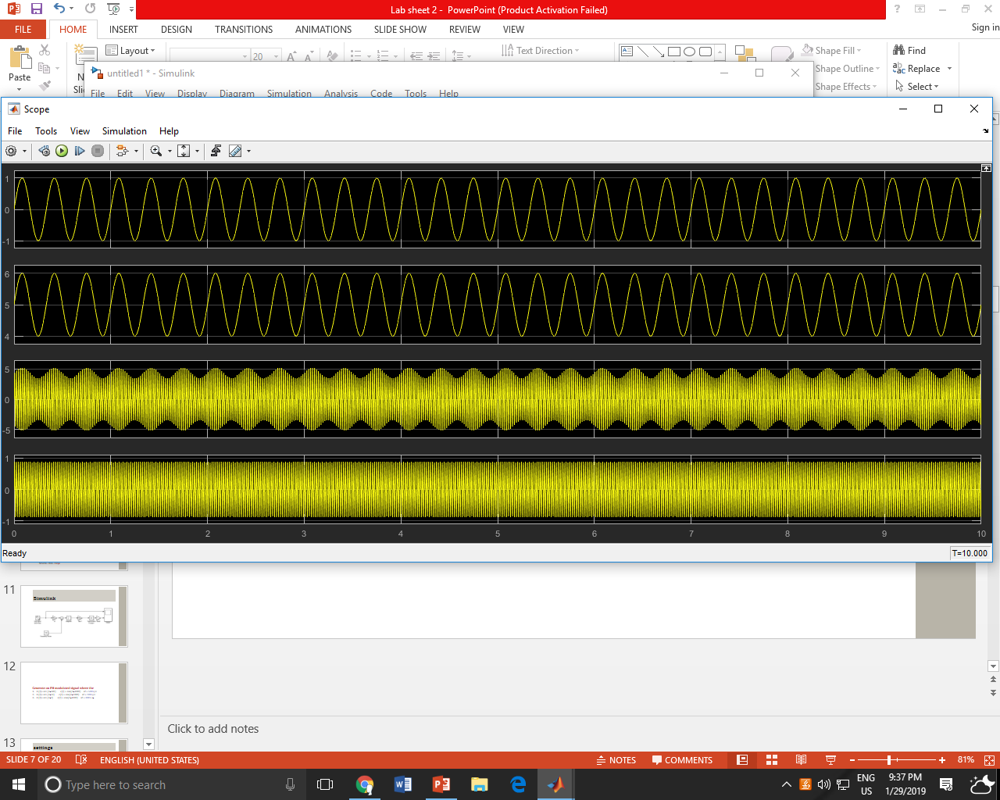 Lab sheet 2 - PowerPoint (Product Activation Failed)
FILE HOME INSERT DESIGN TRANSITIONS ANIMATIONS SLIDE SHOW REVIEW VIEW Sign in
Layout 20 Text Direction Shape Fill Find
Paste Shape Outline Replace
Shape Effects Select
untitled1 * - Simulink
File Edit View Display Diagram Simulation Analysis Code Tools Help
Scope
File Tools View Simulation Help
1
0
-1
6
5
4
5
0
-5
1
0
-1
0 1 2 3 4 5 6 7 8 9 10
Ready T=10.000
11
Simulink
12
13
settings
Click to add notes
SLIDE 7 OF 20 ENGLISH (UNITED STATES) NOTES COMMENTS 81%
Type here to search
ENG 9:37 PM
US 1/29/2019